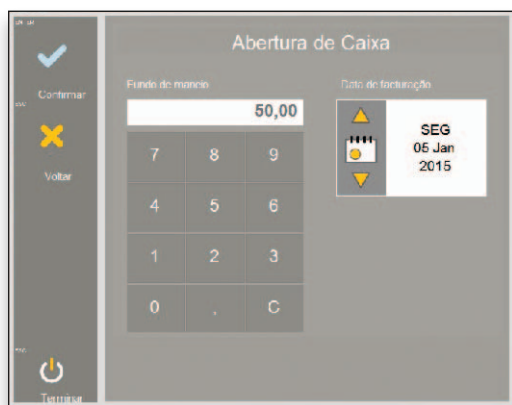 Abertura de Caixa
Confirmar
ESC
Voltar
Terminar
Fundo de maneio
50,00
7 8 9
4 5 6
1 2 3
0 , C
Data de facturação
SEG
05 Jan
2015